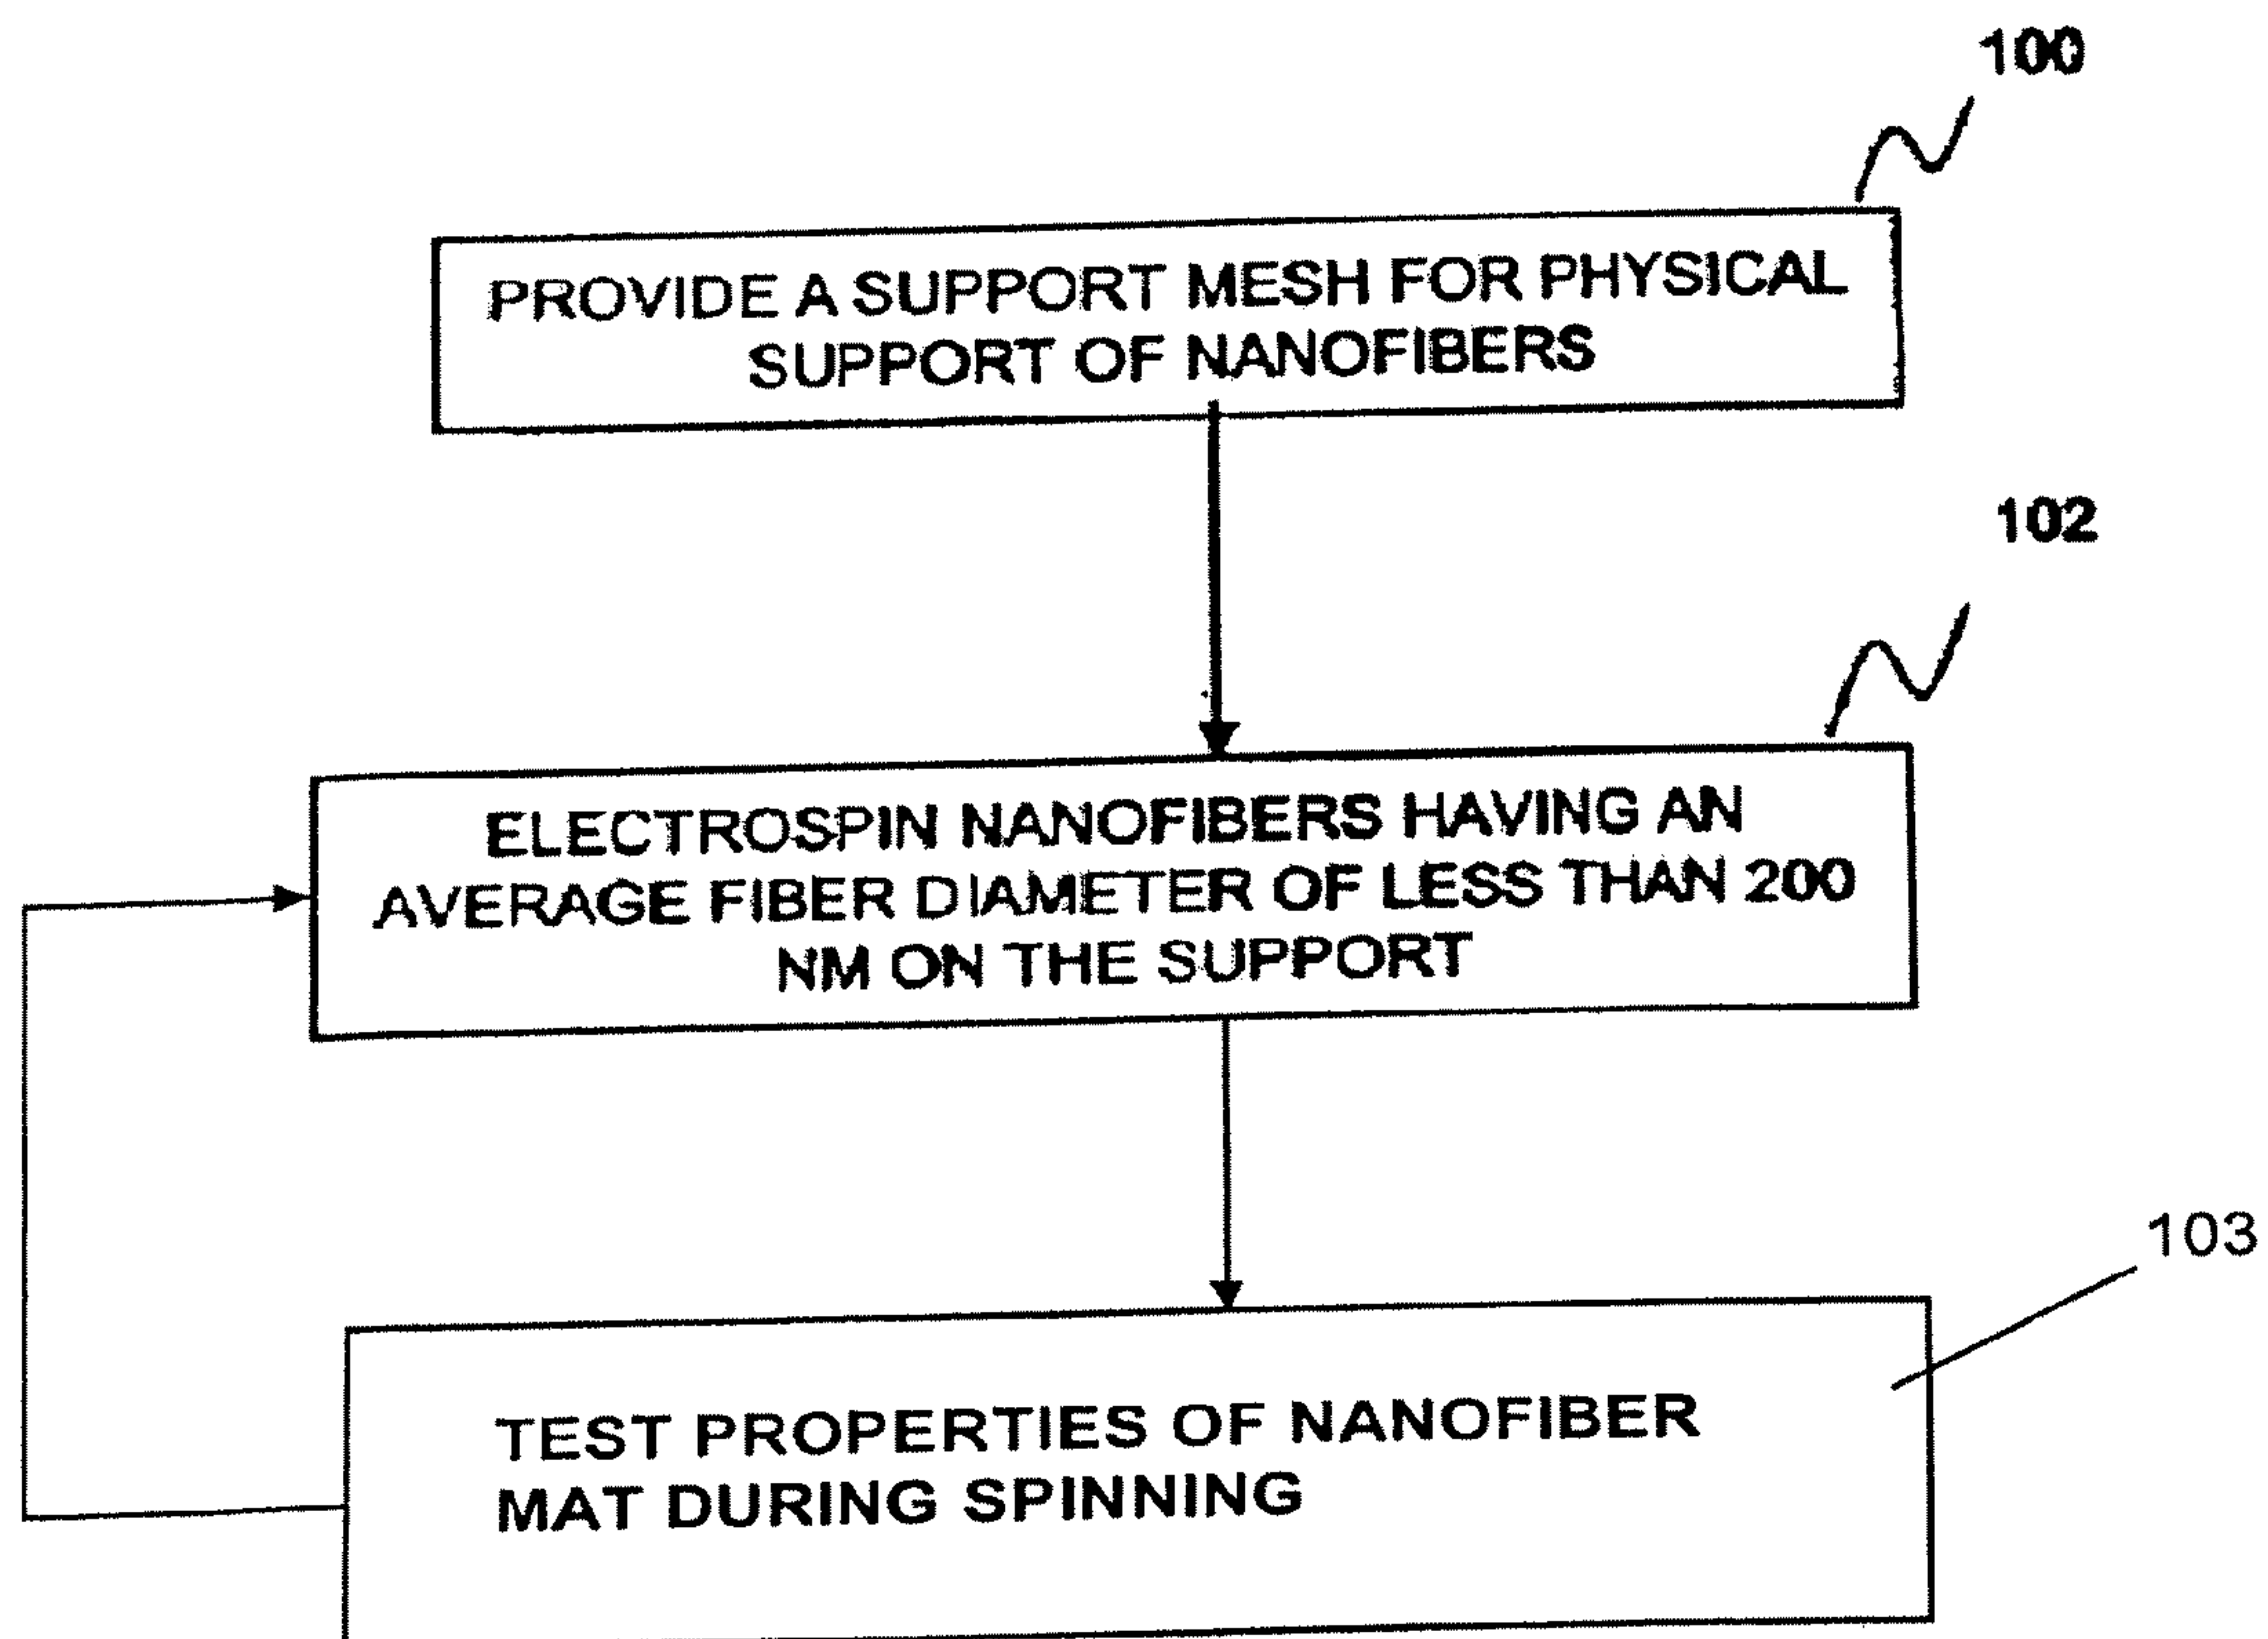 100
PROVIDE A SUPPORT MESH FOR PHYSICAL
SUPPORT OF NANOFIBERS
102
ELECTROSPIN NANOFIBERS HAVING AN
AVERAGE FIBER DIAMETER OF LESS THAN 200
NM ON THE SUPPORT
103
TEST PROPERTIES OF NANOFIBER
MAT DURING SPINNING